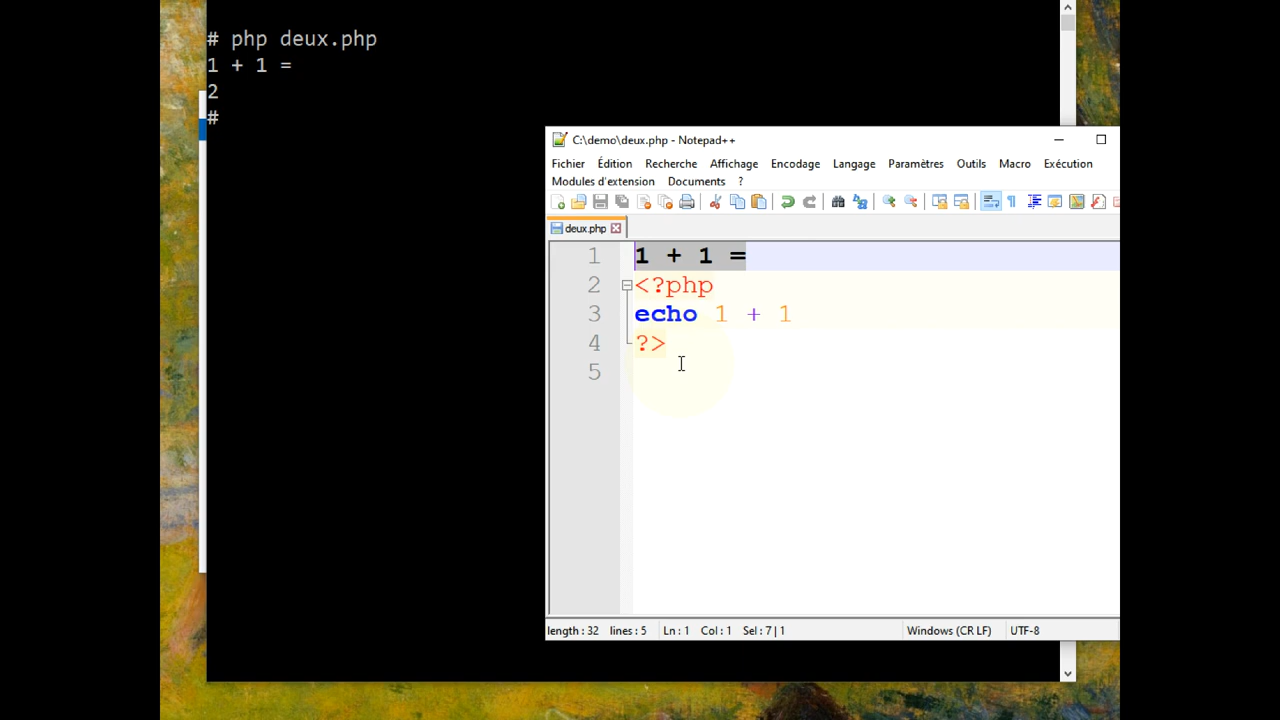 # php deux.php
1 + 1 =
2
#
C:\demo\deux.php - Notepad++
Fichier Édition Recherche Affichage Encodage Langage Paramètres Outils Macro Exécution
Modules d'extension Documents ?
deux.php
1 1 + 1 =
2 <?php
3 echo 1 + 1
4 ?>
5
length : 32 lines : 5 Ln : 1 Col : 1 Sel : 7 | 1 Windows (CR LF) UTF-8